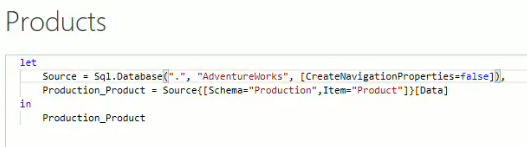 Products
let
    Source = Sql.Database(".", "AdventureWorks", [CreateNavigationProperties=false]),
    Production_Product = Source{[Schema="Production",Item="Product"]}[Data]
in
    Production_Product